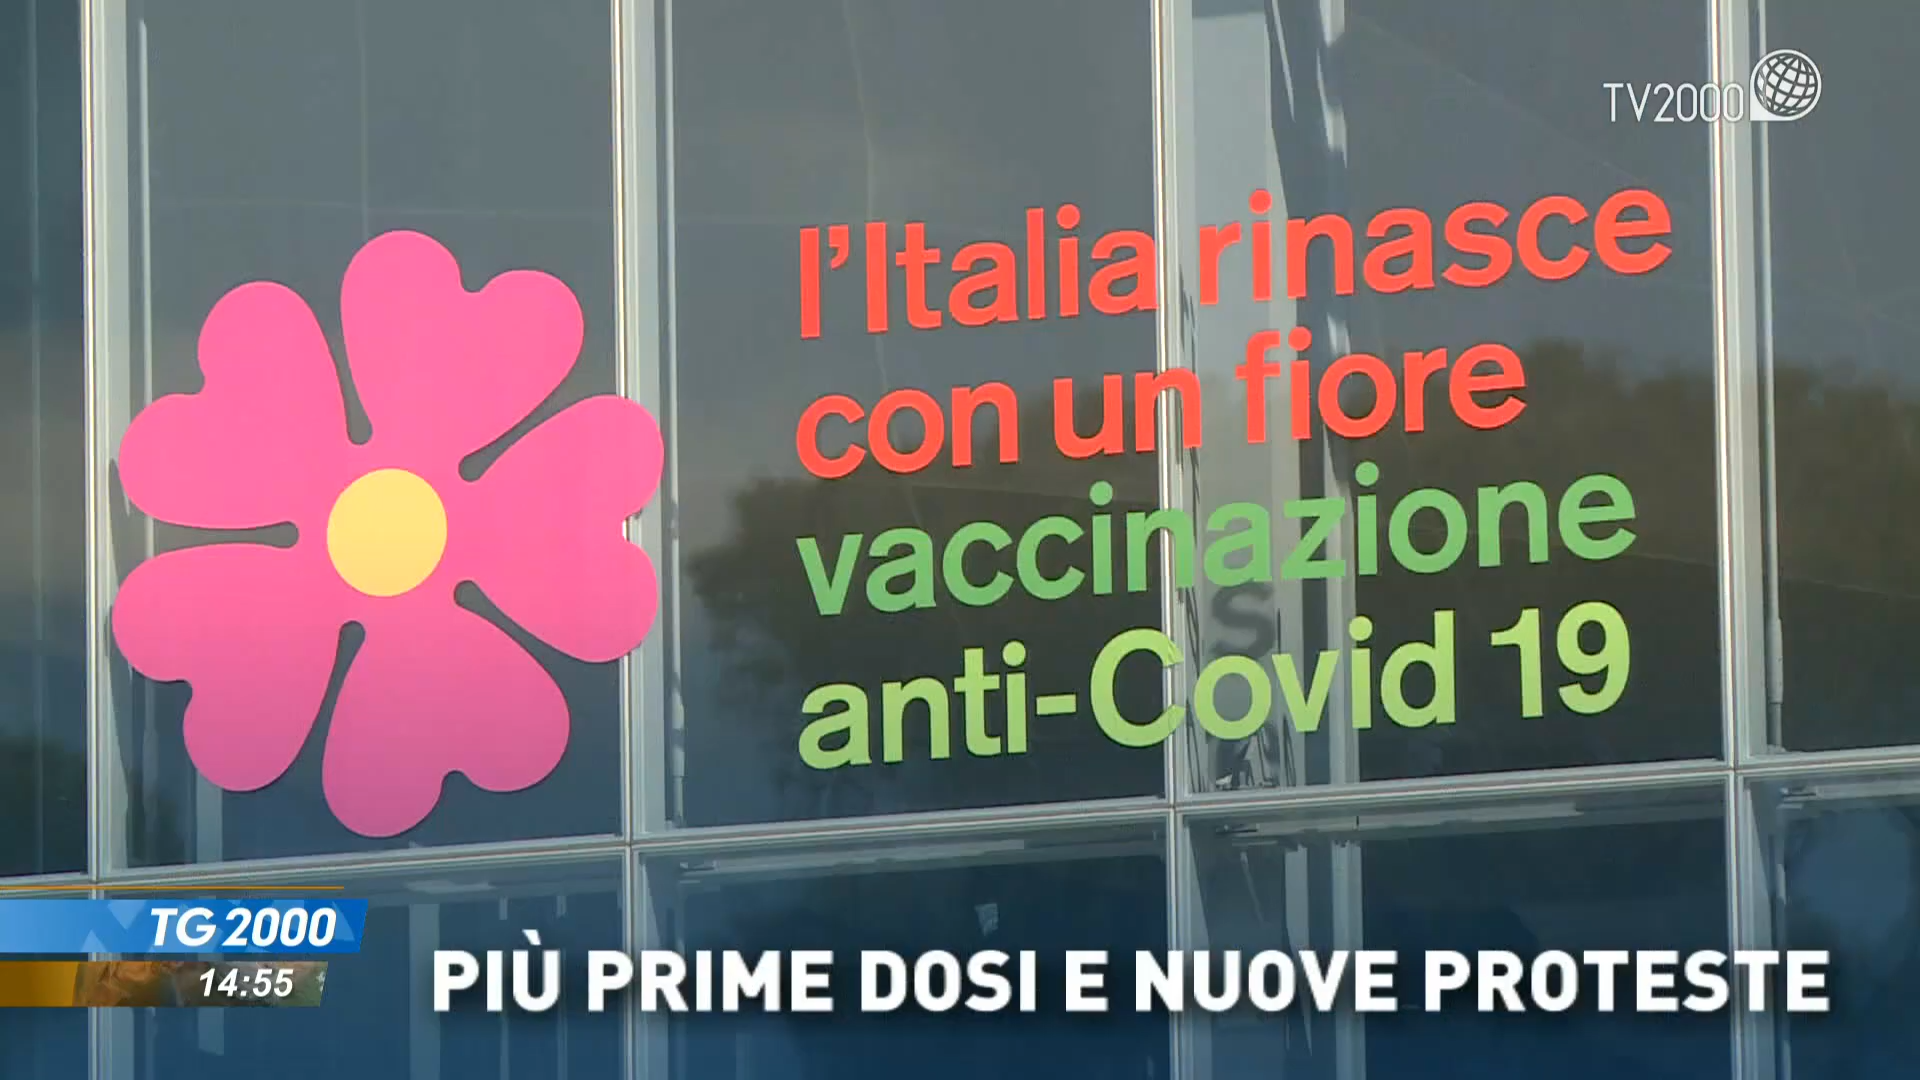 TV2000
l'Italia rinasce
con un fiore
vaccinazione
anti-Covid 19
TG 2000
14:55
PIÙ PRIME DOSI E NUOVE PROTESTE